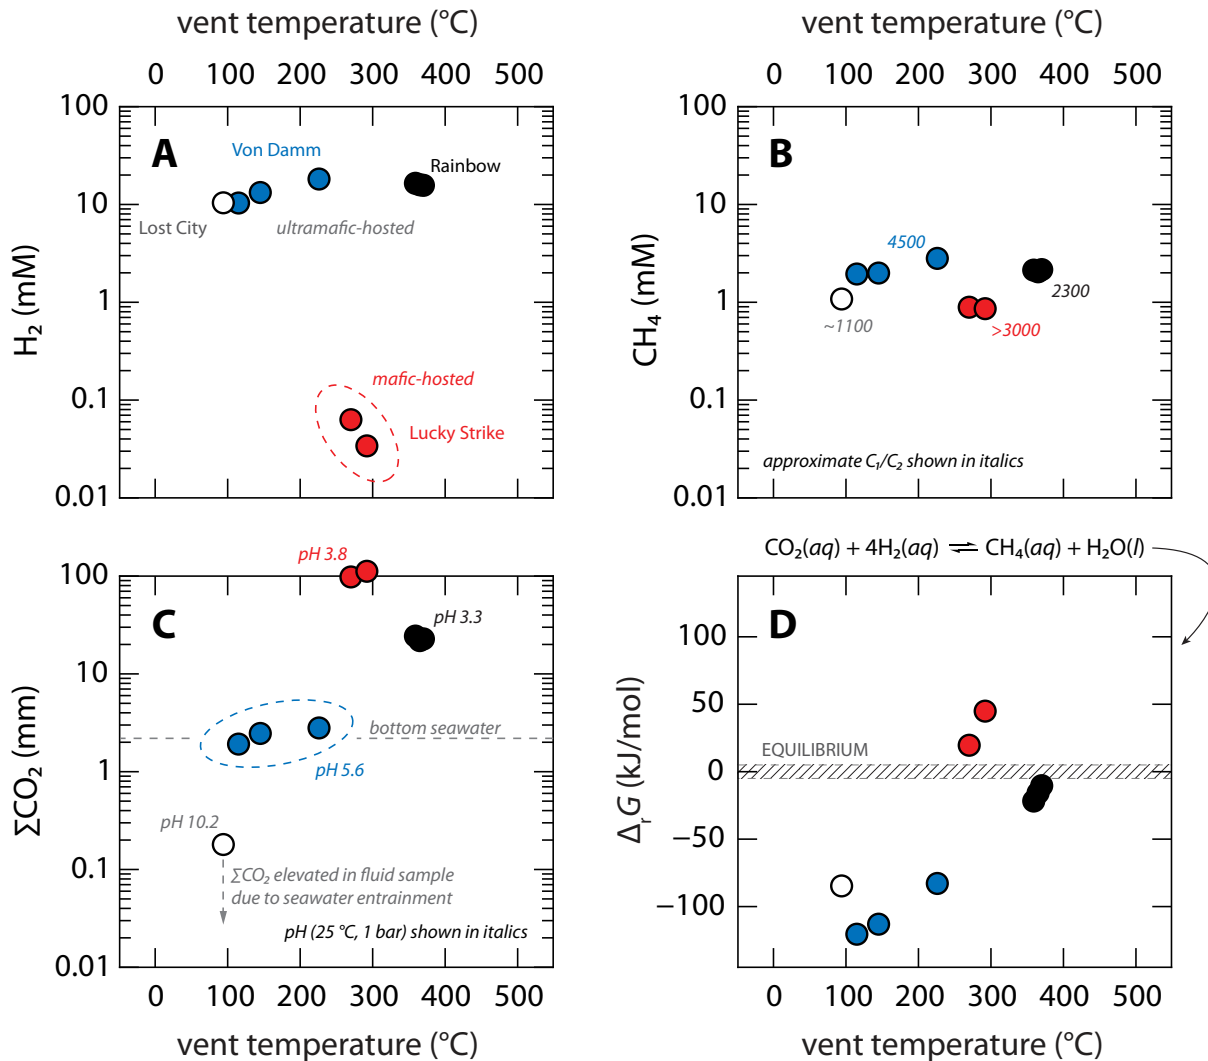 vent temperature (°C)
vent temperature (°C)
0 100 200 300 400 500
0 100 200 300 400 500
A
Von Damm
Rainbow
Lost City
ultramafic-hosted
mafic-hosted
Lucky Strike
H₂ (mM)
100
10
1
0.1
0.01
B
4500
2300
~1100
>3000
approximate C₁/C₂ shown in italics
CH₄ (mM)
100
10
1
0.1
0.01
CO₂(aq) + 4H₂(aq) ⇌ CH₄(aq) + H₂O(l)
pH 3.8
C
pH 3.3
bottom seawater
pH 5.6
pH 10.2
ΣCO₂ elevated in fluid sample
due to seawater entrainment
pH (25 °C, 1 bar) shown in italics
ΣCO₂ (mm)
100
10
1
0.1
0.01
D
EQUILIBRIUM
ΔᵣG (kJ/mol)
100
50
0
−50
−100
0 100 200 300 400 500
0 100 200 300 400 500
vent temperature (°C)
vent temperature (°C)